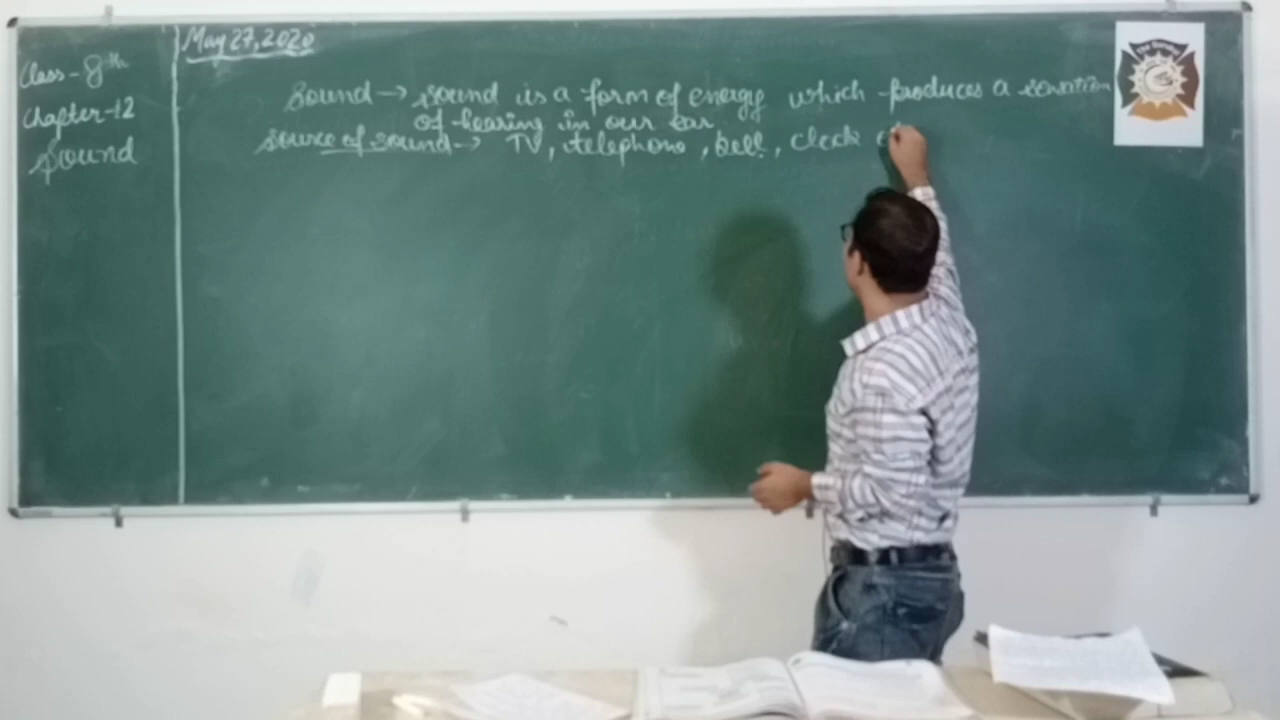 May 27, 2020
Class - 8th
Chapter - 12
Sound
Sound → sound is a form of energy which produces a sensation
of hearing in our ear
source of sound → TV, telephone, bell, clock